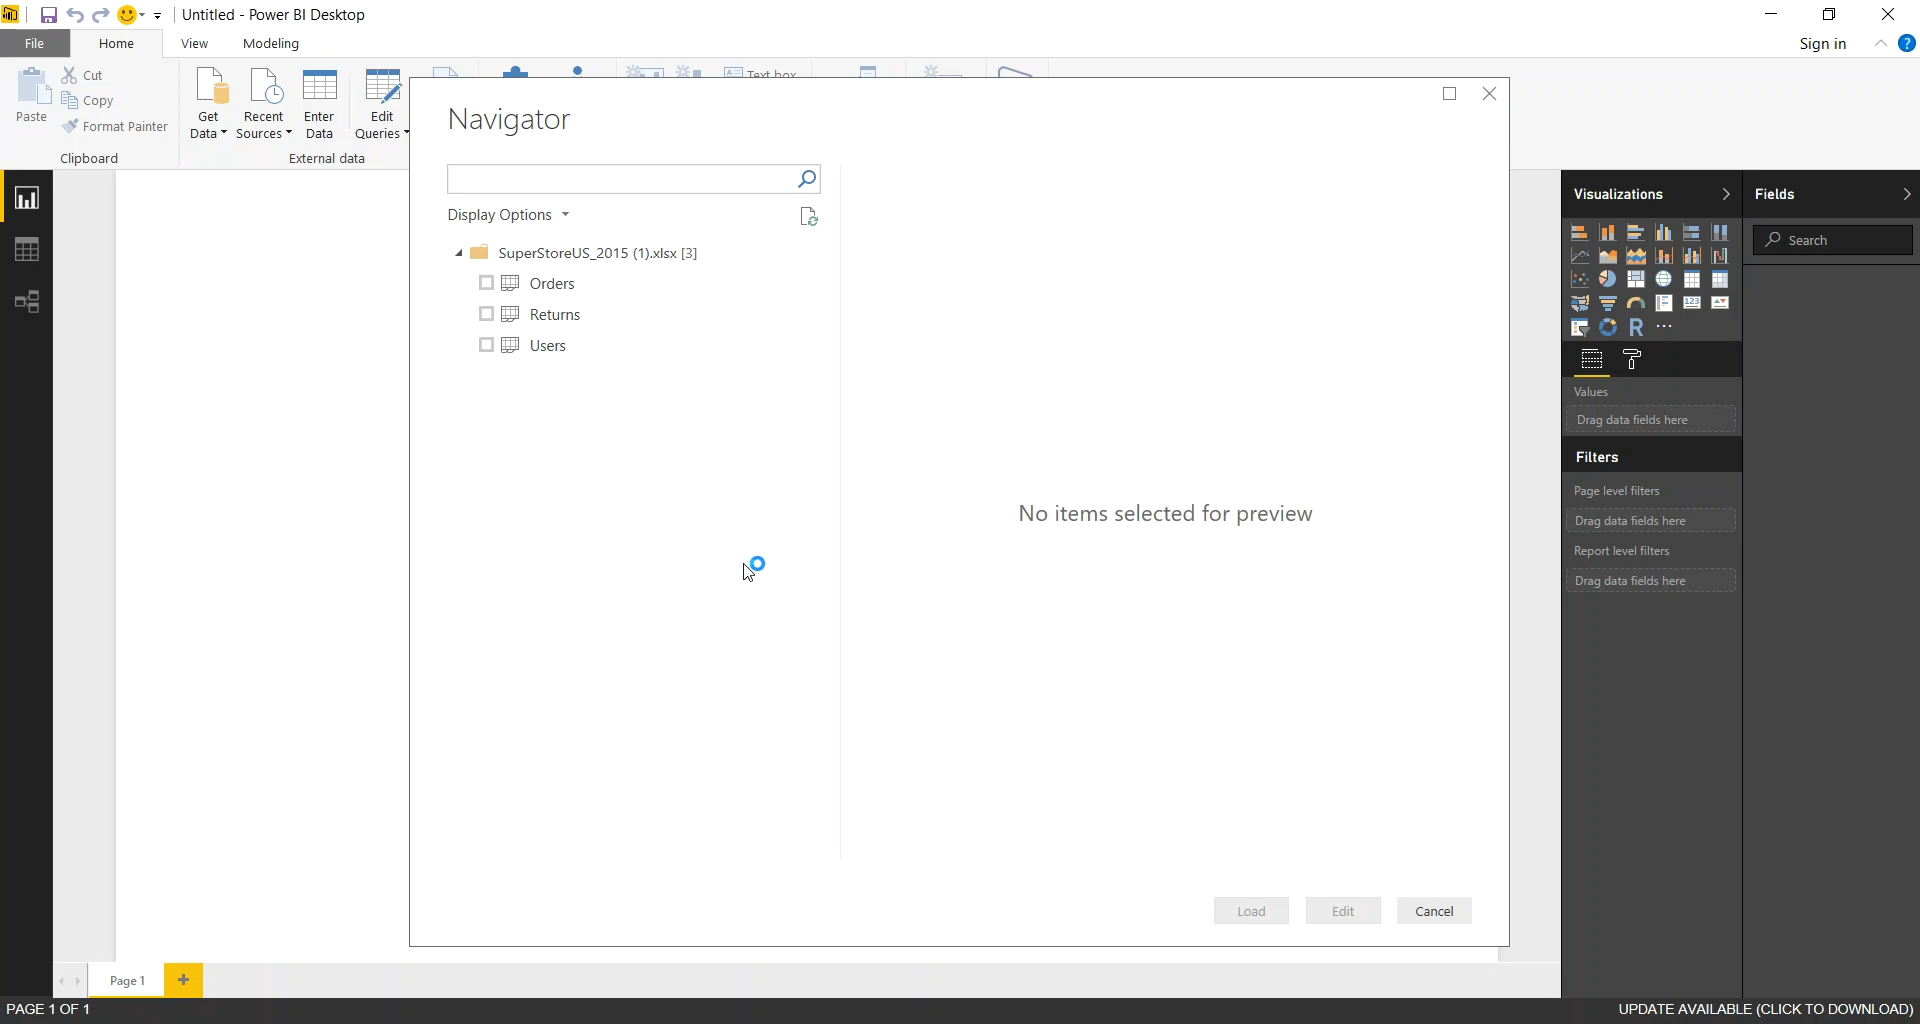 Untitled - Power BI Desktop
File
Home
View
Modeling
Sign in
?
Paste
Cut
Copy
Format Painter
Clipboard
Get Data
Recent Sources
Enter Data
Edit Queries
External data
Text box
Navigator
Display Options
SuperStoreUS_2015 (1).xlsx [3]
Orders
Returns
Users
No items selected for preview
Load
Edit
Cancel
Visualizations
123
R
Values
Drag data fields here
Filters
Page level filters
Drag data fields here
Report level filters
Drag data fields here
Fields
Search
Page 1
+
PAGE 1 OF 1
UPDATE AVAILABLE (CLICK TO DOWNLOAD)